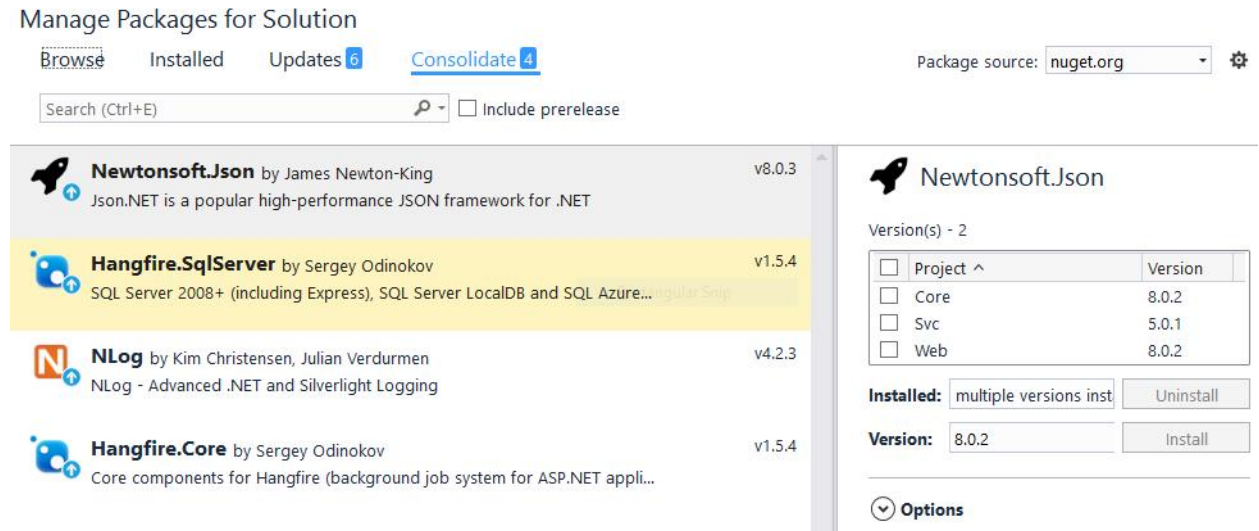 Manage Packages for Solution
Browse Installed Updates 6 Consolidate 4
Package source: nuget.org
Search (Ctrl+E) Include prerelease
Newtonsoft.Json by James Newton-King v8.0.3
Json.NET is a popular high-performance JSON framework for .NET
Hangfire.SqlServer by Sergey Odinokov v1.5.4
SQL Server 2008+ (including Express), SQL Server LocalDB and SQL Azure...
NLog by Kim Christensen, Julian Verdurmen v4.2.3
NLog - Advanced .NET and Silverlight Logging
Hangfire.Core by Sergey Odinokov v1.5.4
Core components for Hangfire (background job system for ASP.NET appli...
Newtonsoft.Json
Version(s) - 2
Project Version
Core 8.0.2
Svc 5.0.1
Web 8.0.2
Installed: multiple versions inst Uninstall
Version: 8.0.2 Install
Options